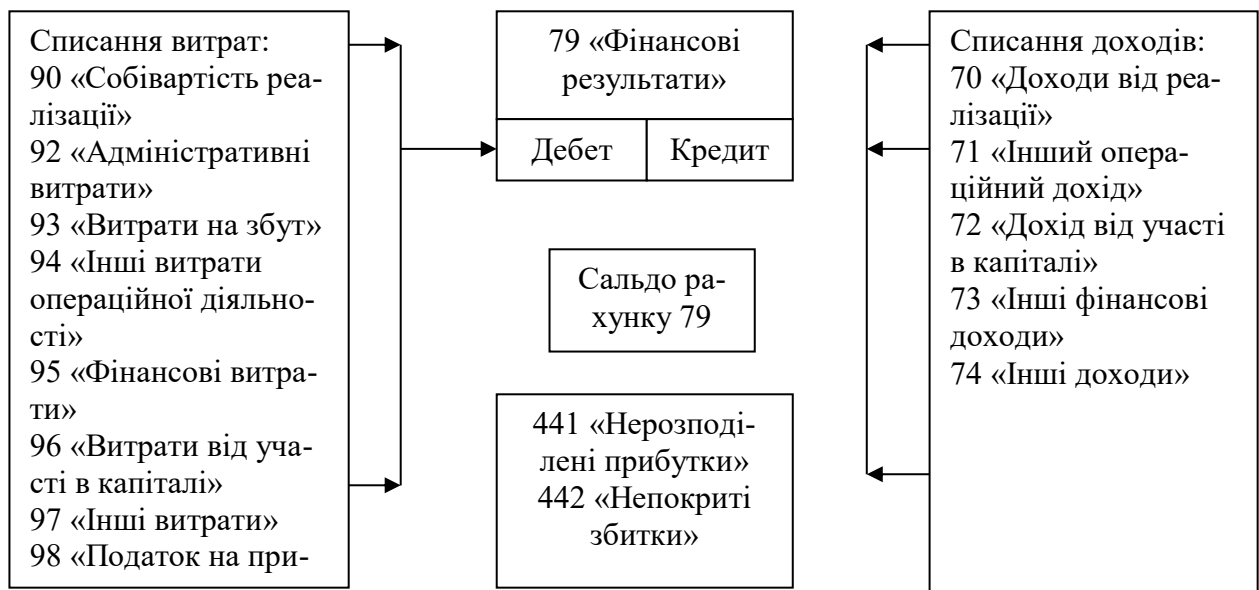 Списання витрат:
90 «Собівартість реа-
лізації»
92 «Адміністративні
витрати»
93 «Витрати на збут»
94 «Інші витрати
операційної діяльно-
сті»
95 «Фінансові витра-
ти»
96 «Витрати від уча-
сті в капіталі»
97 «Інші витрати»
98 «Податок на при-
79 «Фінансові
результати»
Дебет
Кредит
Сальдо ра-
хунку 79
441 «Нерозподі-
лені прибутки»
442 «Непокриті
збитки»
Списання доходів:
70 «Доходи від реа-
лізації»
71 «Інший опера-
ційний дохід»
72 «Дохід від участі
в капіталі»
73 «Інші фінансові
доходи»
74 «Інші доходи»